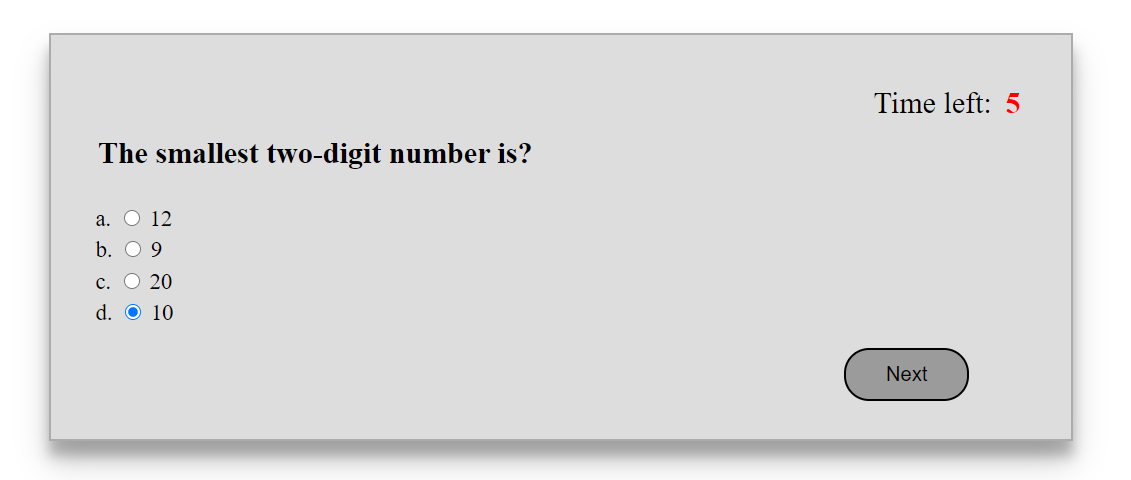 Time left: 5
The smallest two-digit number is?
a. 12
b. 9
c. 20
d. 10
Next